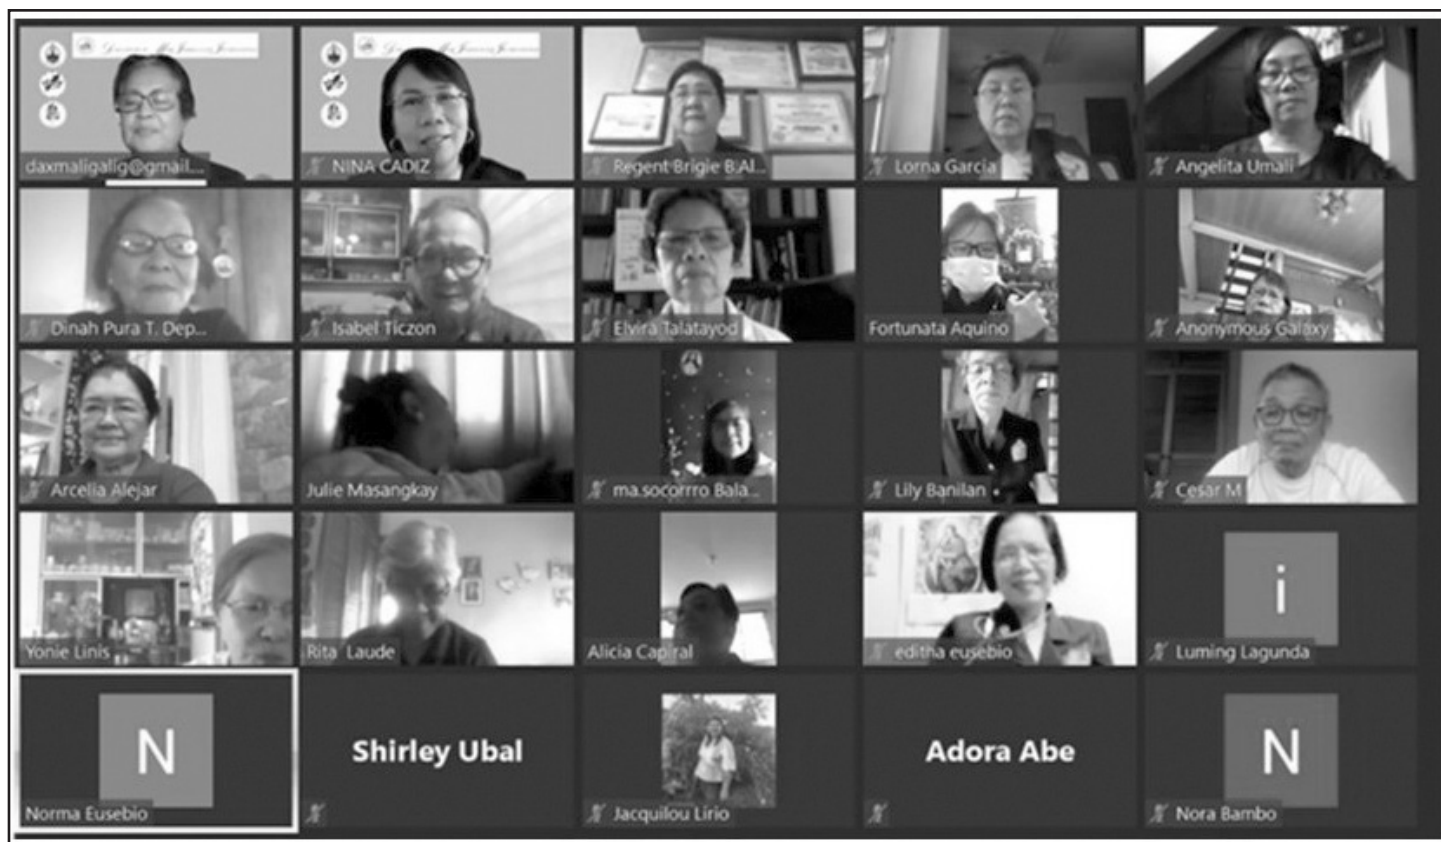 daxmaligalig@gmail....
NINA CADIZ
Regent Brigie B.Al...
Lorna Garcia
Angelita Umali
Dinah Pura T. Dep...
Isabel Ticzon
Elvira Talatayod
Fortunata Aquino
Anonymous Galaxy
Arcelia Alejar
Julie Masangkay
ma.socorrro Bala...
Lily Banilan
Cesar M
Yonie Linis
Rita Laude
Alicia Capiral
editha eusebio
i
Luming Lagunda
N
Norma Eusebio
Shirley Ubal
Jacquilou Lirio
Adora Abe
N
Nora Bambo